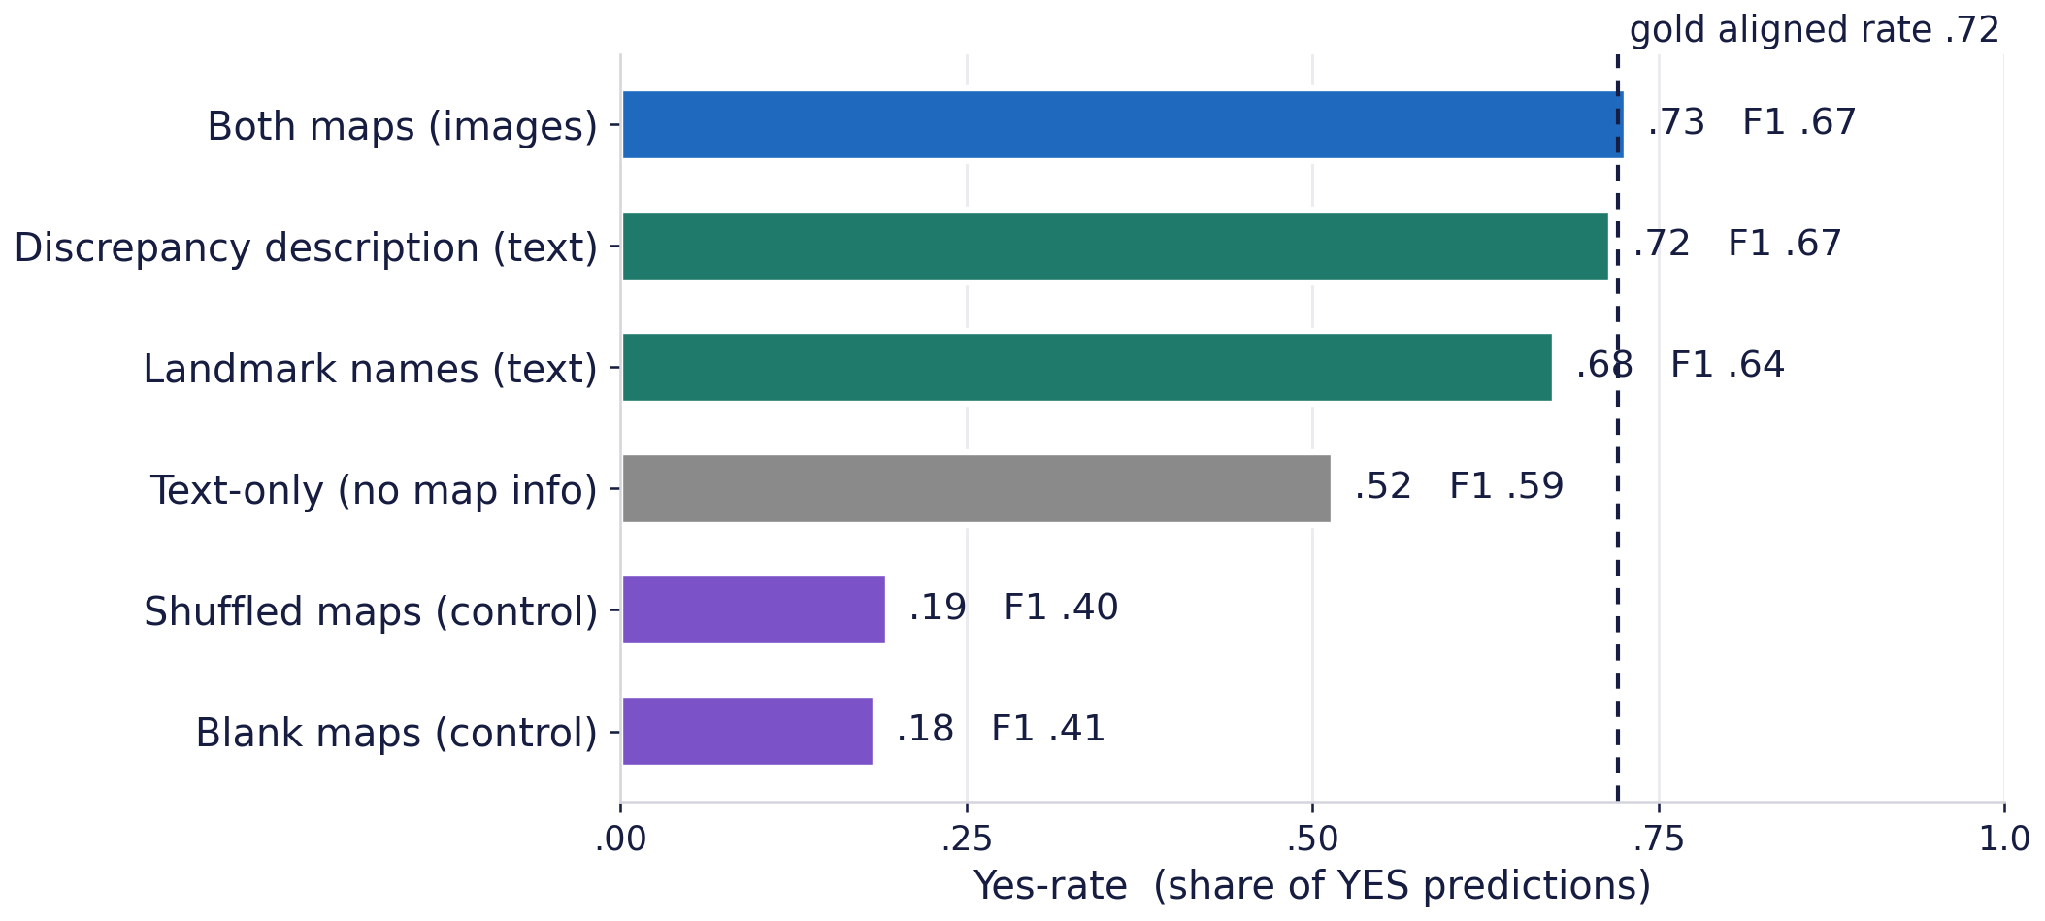 gold aligned rate .72
Both maps (images) .73 F1 .67
Discrepancy description (text) .72 F1 .67
Landmark names (text) .68 F1 .64
Text-only (no map info) .52 F1 .59
Shuffled maps (control) .19 F1 .40
Blank maps (control) .18 F1 .41
.00 .25 .50 .75 1.0
Yes-rate (share of YES predictions)